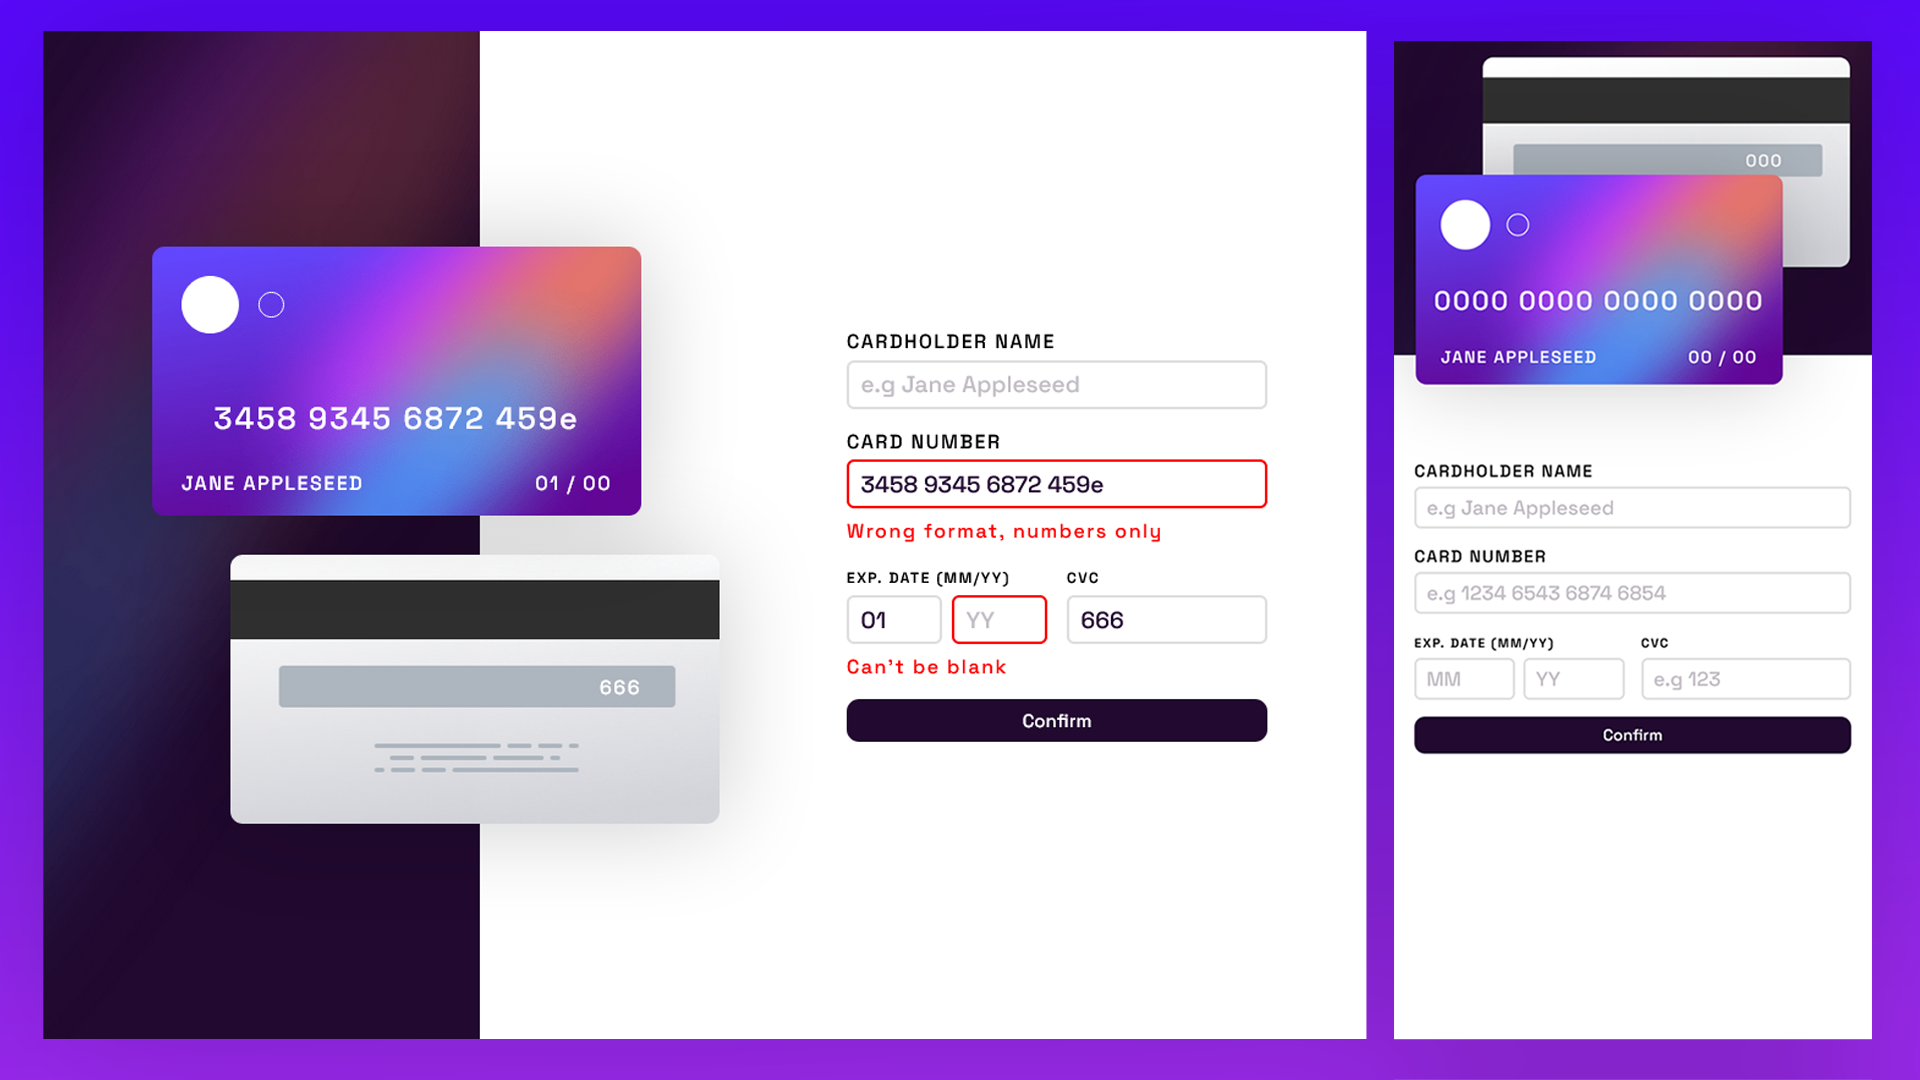 3458 9345 6872 459e
JANE APPLESEED 01 / 00
666
CARDHOLDER NAME
e.g Jane Appleseed
CARD NUMBER
3458 9345 6872 459e
Wrong format, numbers only
EXP. DATE (MM/YY) CVC
01 YY 666
Can't be blank
Confirm
000
0000 0000 0000 0000
JANE APPLESEED 00 / 00
CARDHOLDER NAME
e.g Jane Appleseed
CARD NUMBER
e.g 1234 6543 6874 6854
EXP. DATE (MM/YY) CVC
MM YY e.g 123
Confirm